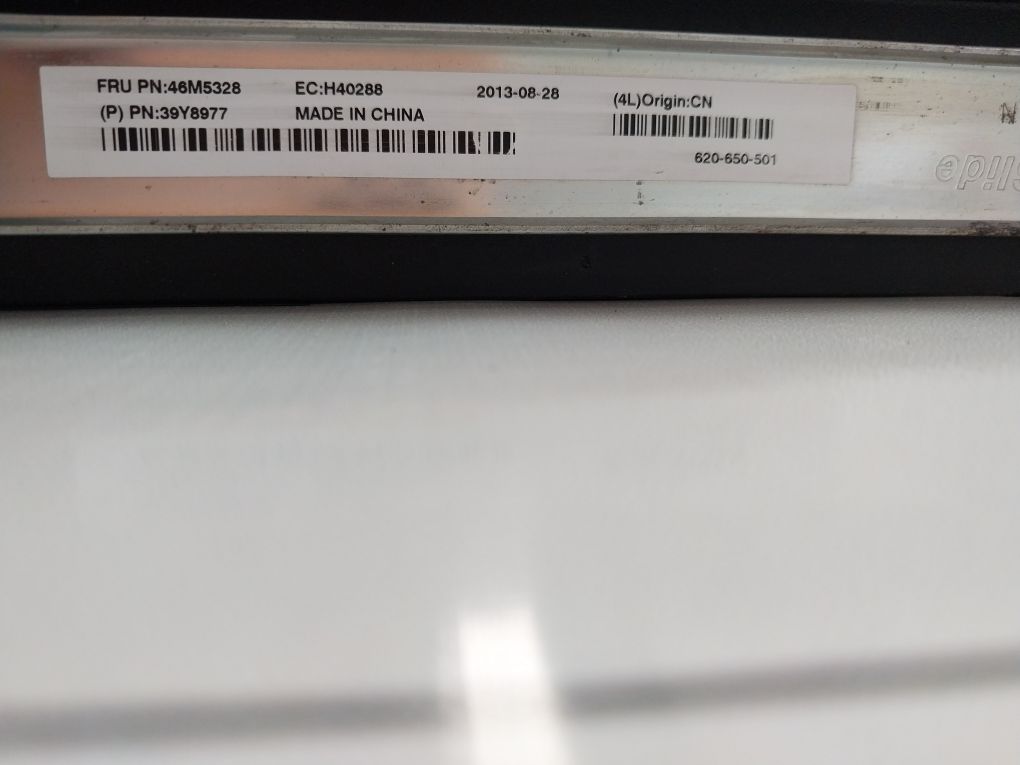 FRU PN:46M5328 EC:H40288 2013-08-28
(P) PN:39Y8977 MADE IN CHINA
(4L)Origin:CN
620-650-501